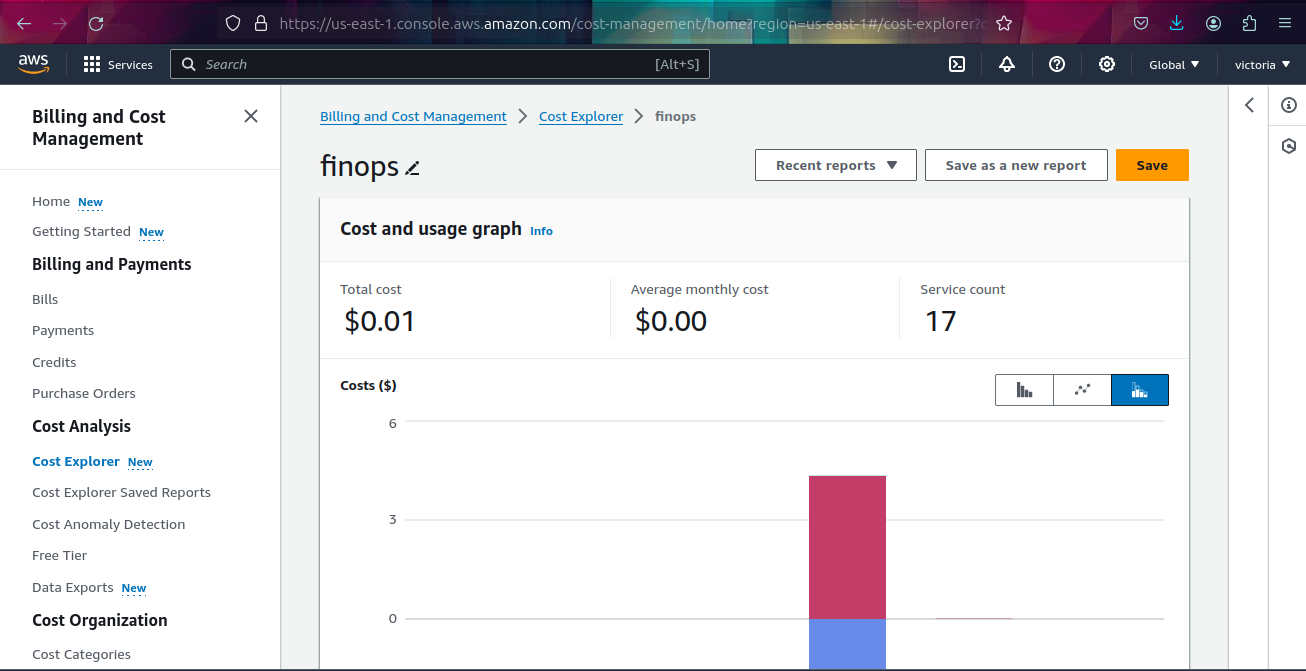 https://us-east-1.console.aws.amazon.com/cost-management/home?region=us-east-1#/cost-explorer?
aws
Services
Search
[Alt+S]
Global
victoria
Billing and Cost
Management
Home New
Getting Started New
Billing and Payments
Bills
Payments
Credits
Purchase Orders
Cost Analysis
Cost Explorer New
Cost Explorer Saved Reports
Cost Anomaly Detection
Free Tier
Data Exports New
Cost Organization
Cost Categories
Billing and Cost Management
Cost Explorer
finops
finops
Recent reports
Save as a new report
Save
Cost and usage graph Info
Total cost
$0.01
Average monthly cost
$0.00
Service count
17
Costs ($)
6
3
0